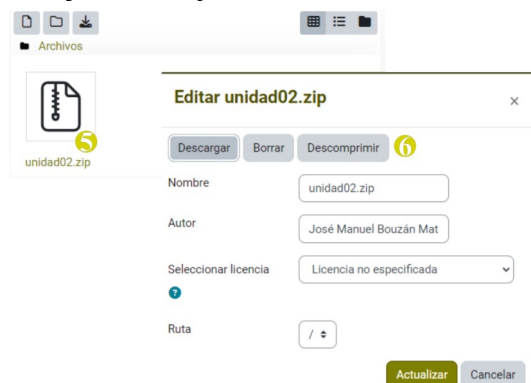 Archivos
5
unidad02.zip
Editar unidad02.zip
×
Descargar Borrar Descomprimir 6
Nombre unidad02.zip
Autor José Manuel Bouzán Mat
Seleccionar licencia Licencia no especificada
?
Ruta /
Actualizar Cancelar